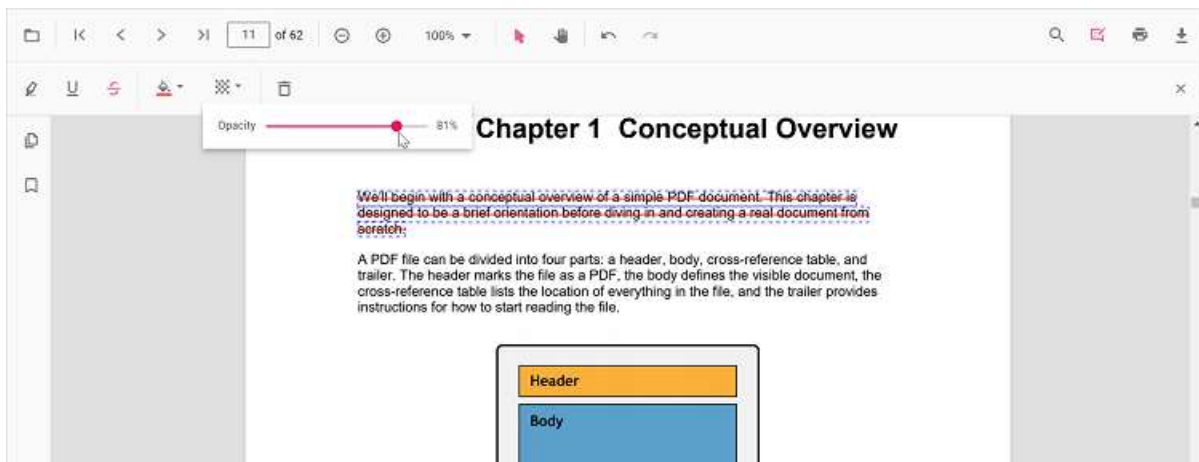 11 of 62 100%
Opacity 81%
Chapter 1 Conceptual Overview
We'll begin with a conceptual overview of a simple PDF document. This chapter is
designed to be a brief orientation before diving in and creating a real document from
scratch.
A PDF file can be divided into four parts: a header, body, cross-reference table, and
trailer. The header marks the file as a PDF, the body defines the visible document, the
cross-reference table lists the location of everything in the file, and the trailer provides
instructions for how to start reading the file.
Header
Body